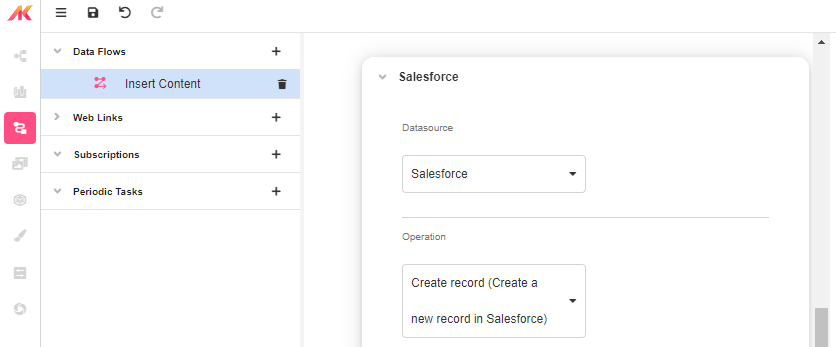 Data Flows
Insert Content
Web Links
Subscriptions
Periodic Tasks
Salesforce
Datasource
Salesforce
Operation
Create record (Create a
new record in Salesforce)